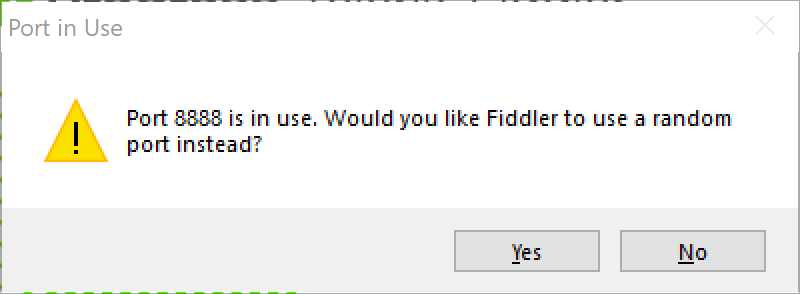 Port in Use
Port 8888 is in use. Would you like Fiddler to use a random
port instead?
Yes
No